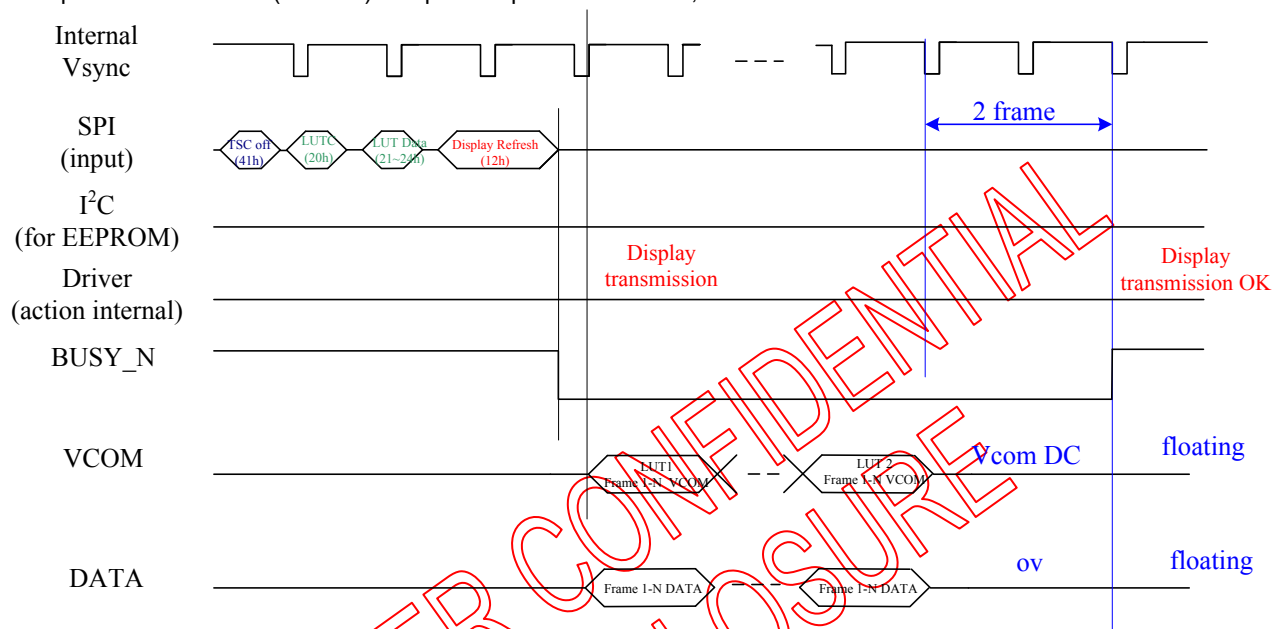 Internal
Vsync
2 frame
SPI
(input)
TSC off
(41h)
LUTC
(20h)
LUT Data
(21~24h)
Display Refresh
(12h)
I²C
(for EEPROM)
Display
transmission
Display
transmission OK
Driver
(action internal)
BUSY_N
VCOM
LUT1
Frame 1-N VCOM
LUT 2
Frame 1-N VCOM
Vcom DC
floating
DATA
Frame 1-N DATA
Frame 1-N DATA
ov
floating
CONFIDENTIAL